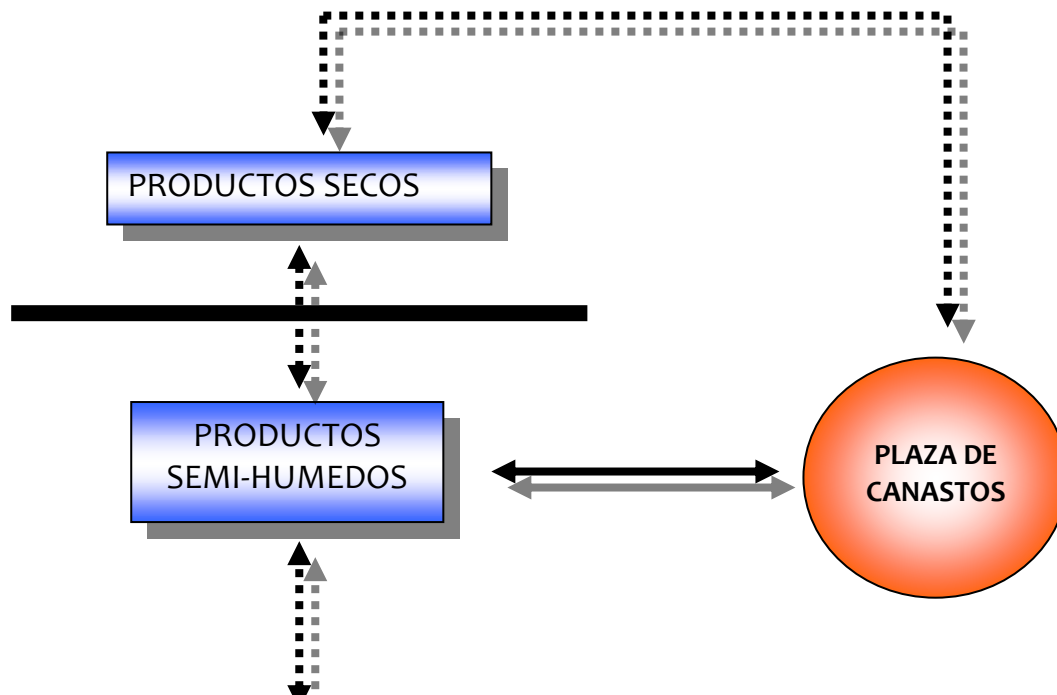 PRODUCTOS SECOS
PRODUCTOS
SEMI-HUMEDOS
PLAZA DE
CANASTOS